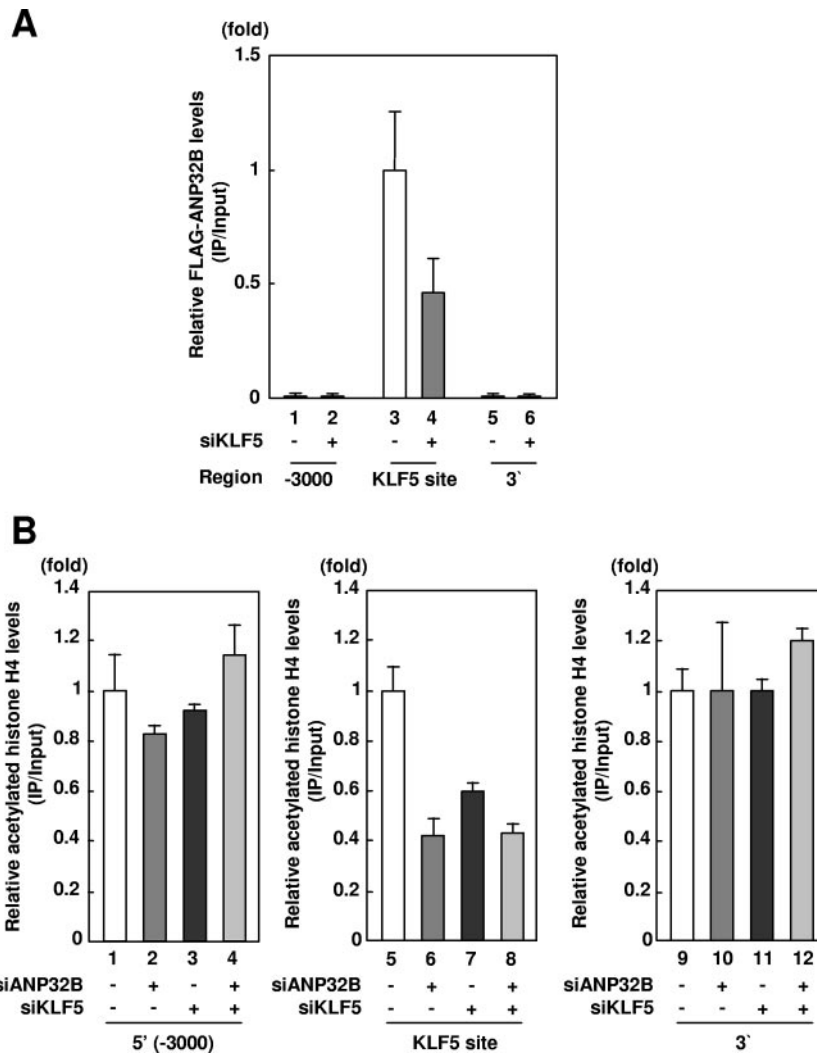 A
(fold)
Relative FLAG-ANP32B levels
(IP/Input)
1.5
1
0.5
0
1 2 3 4 5 6
siKLF5 - + - + - +
Region -3000 KLF5 site 3`
B
(fold)
Relative acetylated histone H4 levels
(IP/Input)
1.4
1.2
1
0.8
0.6
0.4
0.2
0
1 2 3 4
siANP32B - + - +
siKLF5 - - + +
5' (-3000)
(fold)
Relative acetylated histone H4 levels
(IP/Input)
1.4
1.2
1
0.8
0.6
0.4
0.2
0
5 6 7 8
siANP32B - + - +
siKLF5 - - + +
KLF5 site
(fold)
Relative acetylated histone H4 levels
(IP/Input)
1.4
1.2
1
0.8
0.6
0.4
0.2
0
9 10 11 12
siANP32B - + - +
siKLF5 - - + +
3`